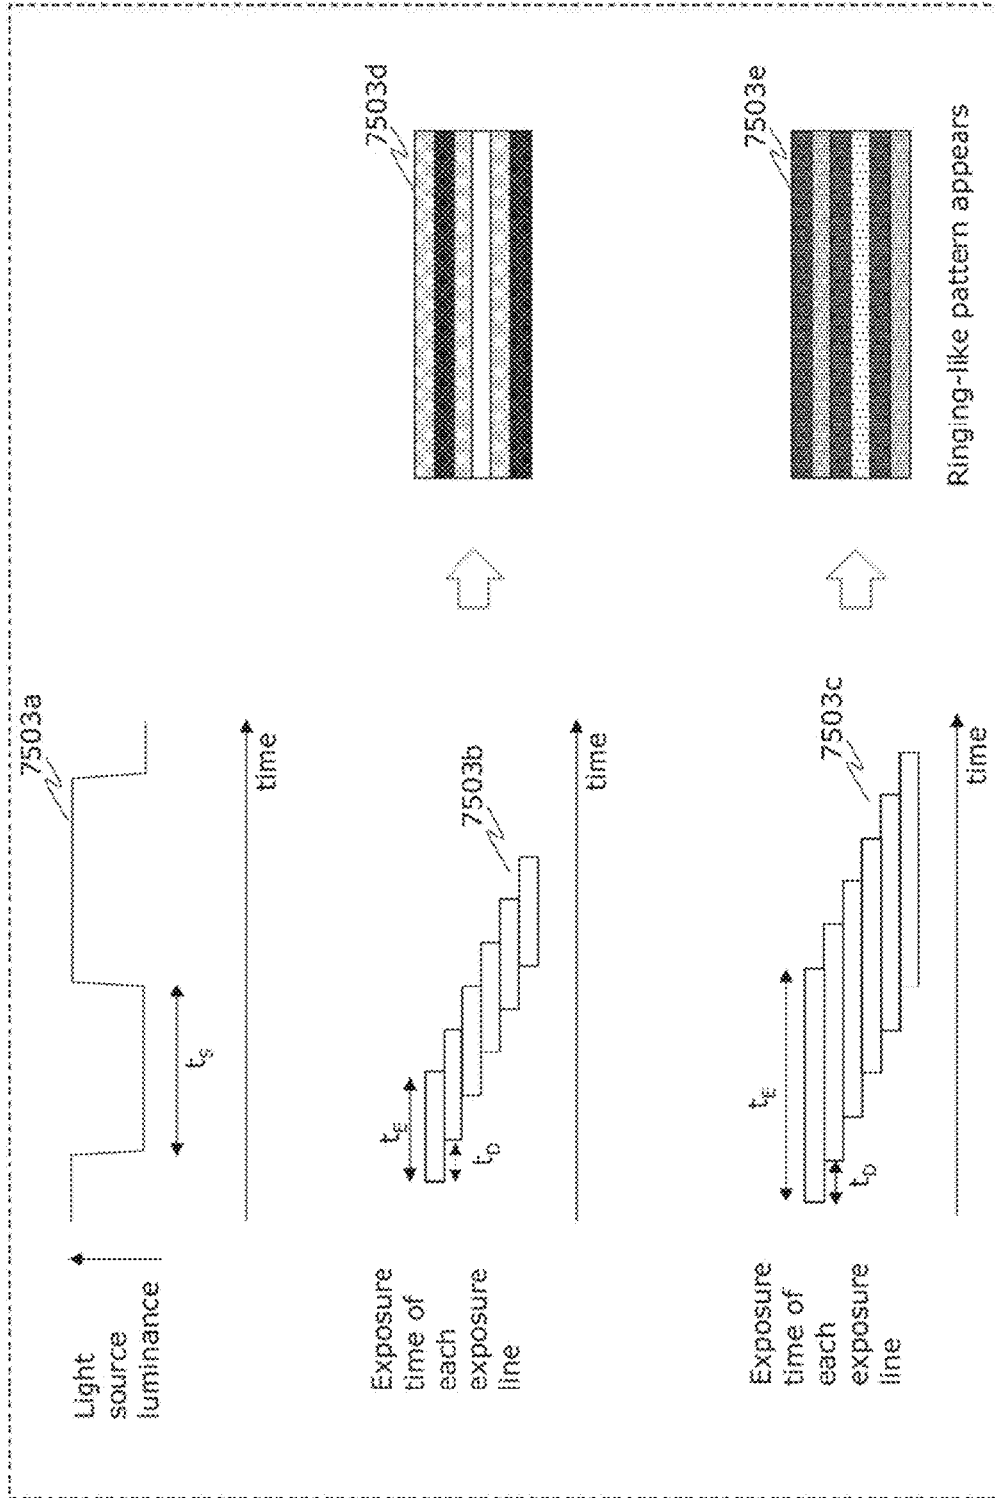 Light
source
luminance
7503a
t_S
time
Exposure
time of
each
exposure
line
t_E
t_D
7503b
time
7503d
Exposure
time of
each
exposure
line
t_E
t_D
7503c
time
7503e
Ringing-like pattern appears